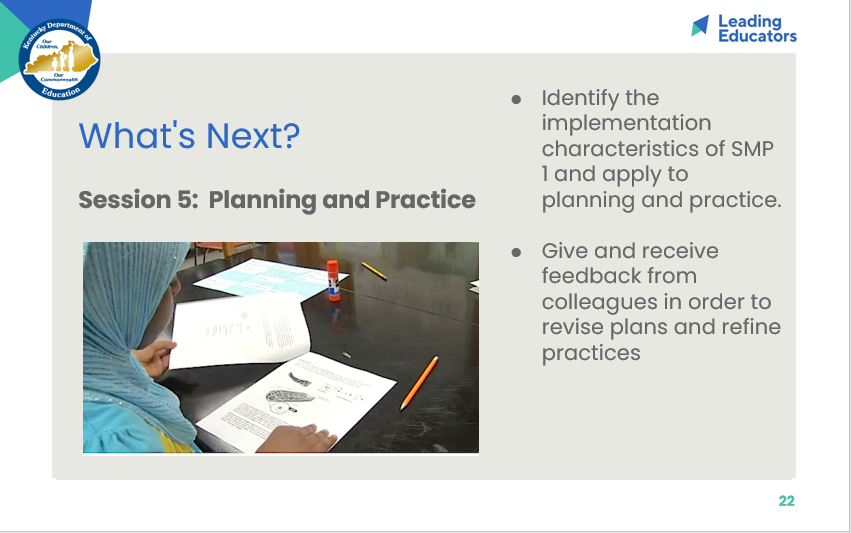 Kentucky Department of
Our
Children,
Our
Commonwealth
Education
Leading
Educators
What's Next?
Session 5: Planning and Practice
● Identify the
implementation
characteristics of SMP
1 and apply to
planning and practice.
● Give and receive
feedback from
colleagues in order to
revise plans and refine
practices
22